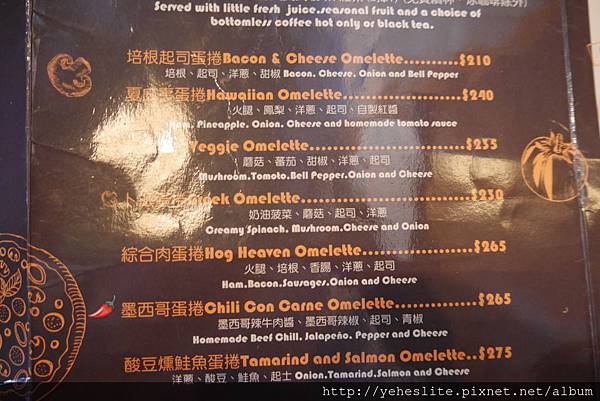 Served with little fresh juice,seasonal fruit and a choice of
bottomless coffee hot only or black tea.
培根起司蛋捲Bacon & Cheese Omelette..........$210
培根、起司、洋蔥、甜椒 Bacon, Cheese, Onion and Bell Pepper
Hawaiian Omelette..........$240
火腿、鳳梨、洋蔥、起司、自製紅醬
Ham, Pineapple, Onion, Cheese and homemade tomato sauce
Veggie Omelette..........$235
蘑菇、蕃茄、甜椒、洋蔥、起司
Mushroom,Tomoto,Bell Pepper,Onion and Cheese
Omelette..........$230
奶油菠菜、蘑菇、起司、洋蔥
Creamy Spinach, Mushroom,Cheese and Onion
綜合肉蛋捲Hog Heaven Omelette..........$265
火腿、培根、香腸、洋蔥、起司
Ham,Bacon,Sausages,Onion and Cheese
墨西哥蛋捲Chili Con Carne Omelette..........$265
墨西哥辣牛肉醬、墨西哥辣椒、起司、青椒
Homemade Beef Chill, Jalapeño, Pepper and Cheese
酸豆燻鮭魚蛋捲Tamarind and Salmon Omelette..$275
洋蔥、酸豆、鮭魚、起士 Onion,Tamarind,Salmon and Cheese
http://yeheslite.pixnet.net/album